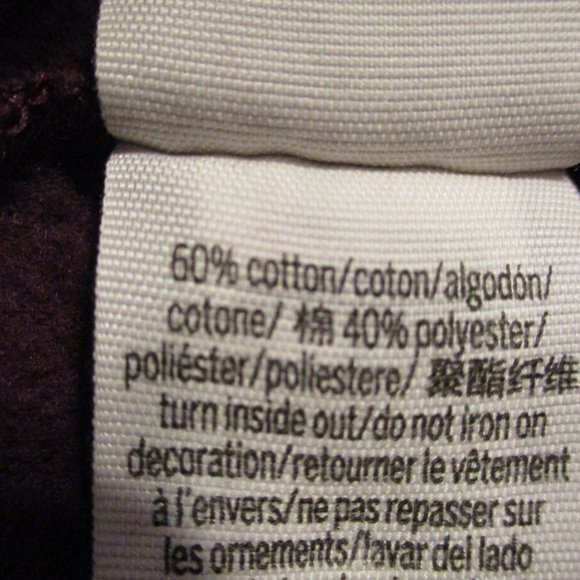 60% cotton/coton/algodón/
cotone/ 棉 40% polyester/
poliéster/poliestere/ 聚酯纤维
turn inside out/do not iron on
decoration/retourner le vêtement
à l'envers/ne pas repasser sur
les ornements/lavar del lado